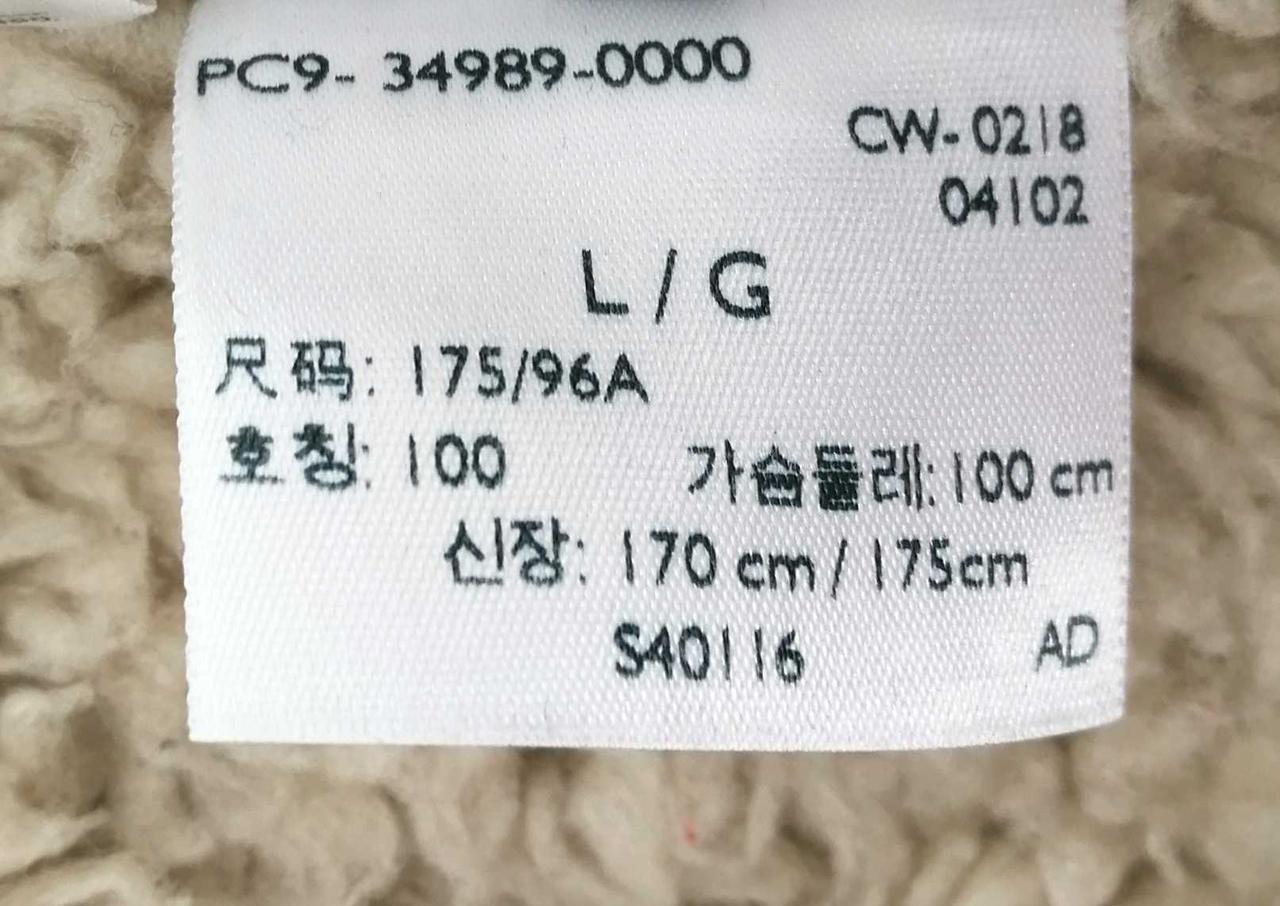 PC9- 34989-0000
CW-0218
04102
L / G
尺码: 175/96A
호칭: 100 가슴둘레: 100 cm
신장: 170 cm / 175cm
S40116 AD